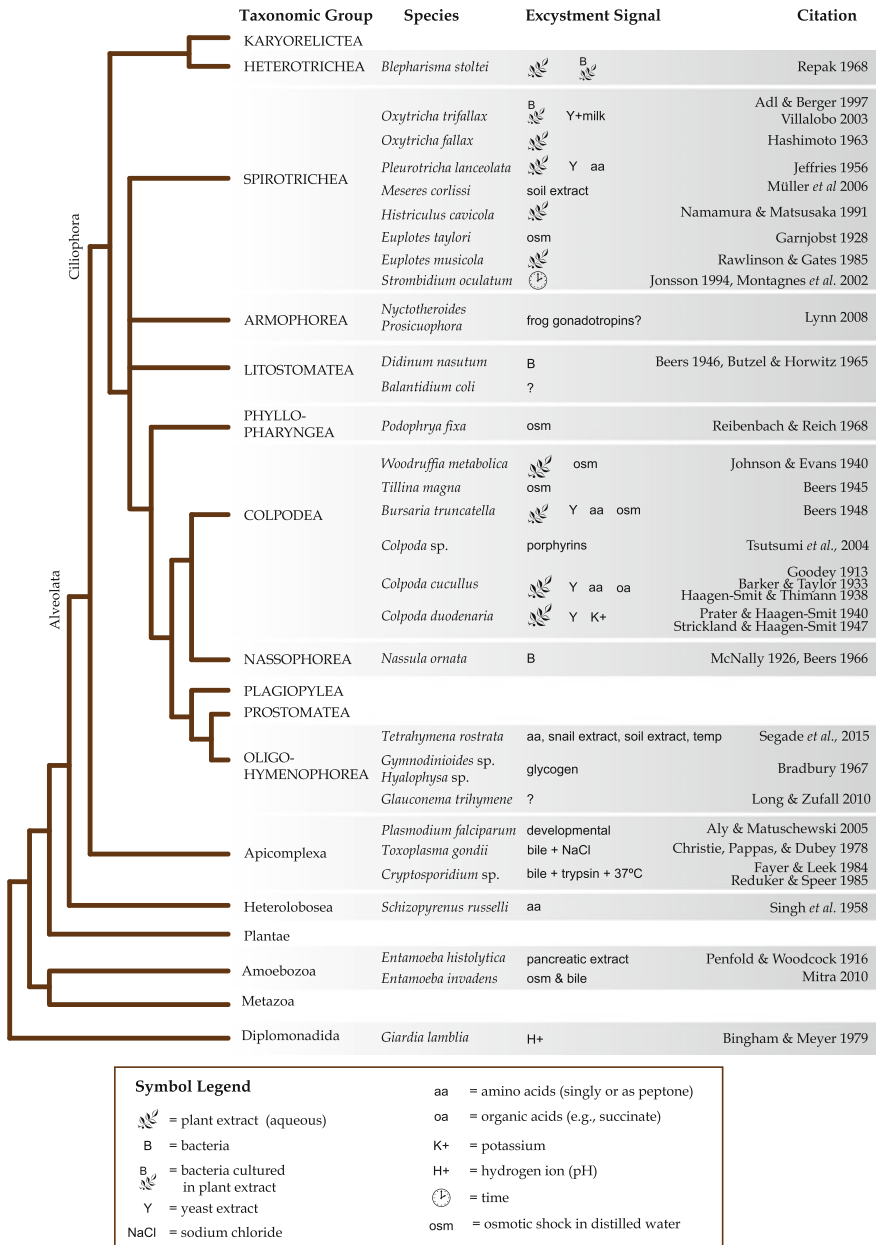 Taxonomic Group Species Excystment Signal Citation
KARYORELICTEA
HETEROTRICHEA Blepharisma stoltei B Repak 1968
Ciliophora
SPIROTRICHEA
Oxytricha trifallax B Y+milk Adl & Berger 1997
Villalobo 2003
Oxytricha fallax Hashimoto 1963
Pleurotricha lanceolata Y aa Jeffries 1956
Meseres corlissi soil extract Müller et al 2006
Histriculus cavicola Namamura & Matsusaka 1991
Euplotes taylori osm Garnjobst 1928
Euplotes musicola Rawlinson & Gates 1985
Strombidium oculatum Jonsson 1994, Montagnes et al. 2002
ARMOPHOREA
Nyctotheroides
Prosicuophora frog gonadotropins? Lynn 2008
LITOSTOMATEA
Didinum nasutum B Beers 1946, Butzel & Horwitz 1965
Balantidium coli ?
PHYLLO-
PHARYNGEA Podophrya fixa osm Reibenbach & Reich 1968
Alveolata
COLPODEA
Woodruffia metabolica osm Johnson & Evans 1940
Tillina magna osm Beers 1945
Bursaria truncatella Y aa osm Beers 1948
Colpoda sp. porphyrins Tsutsumi et al., 2004
Colpoda cucullus Y aa oa Goodey 1913
Barker & Taylor 1933
Haagen-Smit & Thimann 1938
Colpoda duodenaria Y K+ Prater & Haagen-Smit 1940
Strickland & Haagen-Smit 1947
NASSOPHOREA Nassula ornata B McNally 1926, Beers 1966
PLAGIOPYLEA
PROSTOMATEA
OLIGO-
HYMENOPHOREA
Tetrahymena rostrata aa, snail extract, soil extract, temp Segade et al., 2015
Gymnodinioides sp.
Hyalophysa sp. glycogen Bradbury 1967
Glauconema trihymene ? Long & Zufall 2010
Apicomplexa
Plasmodium falciparum developmental Aly & Matuschewski 2005
Toxoplasma gondii bile + NaCl Christie, Pappas, & Dubey 1978
Cryptosporidium sp. bile + trypsin + 37ºC Fayer & Leek 1984
Reduker & Speer 1985
Heterolobosea Schizopyrenus russelli aa Singh et al. 1958
Plantae
Amoebozoa
Entamoeba histolytica pancreatic extract Penfold & Woodcock 1916
Entamoeba invadens osm & bile Mitra 2010
Metazoa
Diplomonadida Giardia lamblia H+ Bingham & Meyer 1979
Symbol Legend
= plant extract (aqueous)
B = bacteria
B = bacteria cultured
in plant extract
Y = yeast extract
NaCl = sodium chloride
aa = amino acids (singly or as peptone)
oa = organic acids (e.g., succinate)
K+ = potassium
H+ = hydrogen ion (pH)
= time
osm = osmotic shock in distilled water